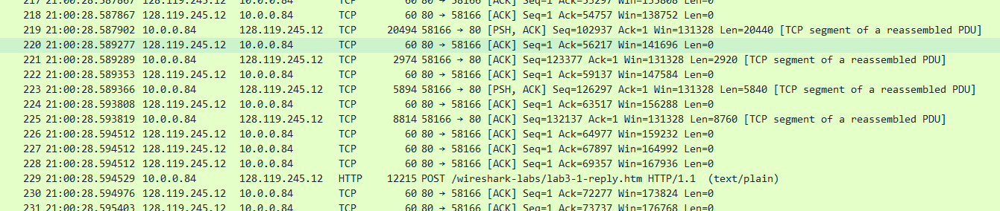 217 21:00:28.587867 128.119.245.12 10.0.0.84 TCP 60 80 → 58166 [ACK] Seq=1 Ack=53297 Win=135808 Len=0
218 21:00:28.587867 128.119.245.12 10.0.0.84 TCP 60 80 → 58166 [ACK] Seq=1 Ack=54757 Win=138752 Len=0
219 21:00:28.587902 10.0.0.84 128.119.245.12 TCP 20494 58166 → 80 [PSH, ACK] Seq=102937 Ack=1 Win=131328 Len=20440 [TCP segment of a reassembled PDU]
220 21:00:28.589277 128.119.245.12 10.0.0.84 TCP 60 80 → 58166 [ACK] Seq=1 Ack=56217 Win=141696 Len=0
221 21:00:28.589289 10.0.0.84 128.119.245.12 TCP 2974 58166 → 80 [ACK] Seq=123377 Ack=1 Win=131328 Len=2920 [TCP segment of a reassembled PDU]
222 21:00:28.589353 128.119.245.12 10.0.0.84 TCP 60 80 → 58166 [ACK] Seq=1 Ack=59137 Win=147584 Len=0
223 21:00:28.589366 10.0.0.84 128.119.245.12 TCP 5894 58166 → 80 [PSH, ACK] Seq=126297 Ack=1 Win=131328 Len=5840 [TCP segment of a reassembled PDU]
224 21:00:28.593808 128.119.245.12 10.0.0.84 TCP 60 80 → 58166 [ACK] Seq=1 Ack=63517 Win=156288 Len=0
225 21:00:28.593819 10.0.0.84 128.119.245.12 TCP 8814 58166 → 80 [ACK] Seq=132137 Ack=1 Win=131328 Len=8760 [TCP segment of a reassembled PDU]
226 21:00:28.594512 128.119.245.12 10.0.0.84 TCP 60 80 → 58166 [ACK] Seq=1 Ack=64977 Win=159232 Len=0
227 21:00:28.594512 128.119.245.12 10.0.0.84 TCP 60 80 → 58166 [ACK] Seq=1 Ack=67897 Win=164992 Len=0
228 21:00:28.594512 128.119.245.12 10.0.0.84 TCP 60 80 → 58166 [ACK] Seq=1 Ack=69357 Win=167936 Len=0
229 21:00:28.594529 10.0.0.84 128.119.245.12 HTTP 12215 POST /wireshark-labs/lab3-1-reply.htm HTTP/1.1 (text/plain)
230 21:00:28.594976 128.119.245.12 10.0.0.84 TCP 60 80 → 58166 [ACK] Seq=1 Ack=72277 Win=173824 Len=0
231 21:00:28.595403 128.119.245.12 10.0.0.84 TCP 60 80 → 58166 [ACK] Seq=1 Ack=73737 Win=176768 Len=0